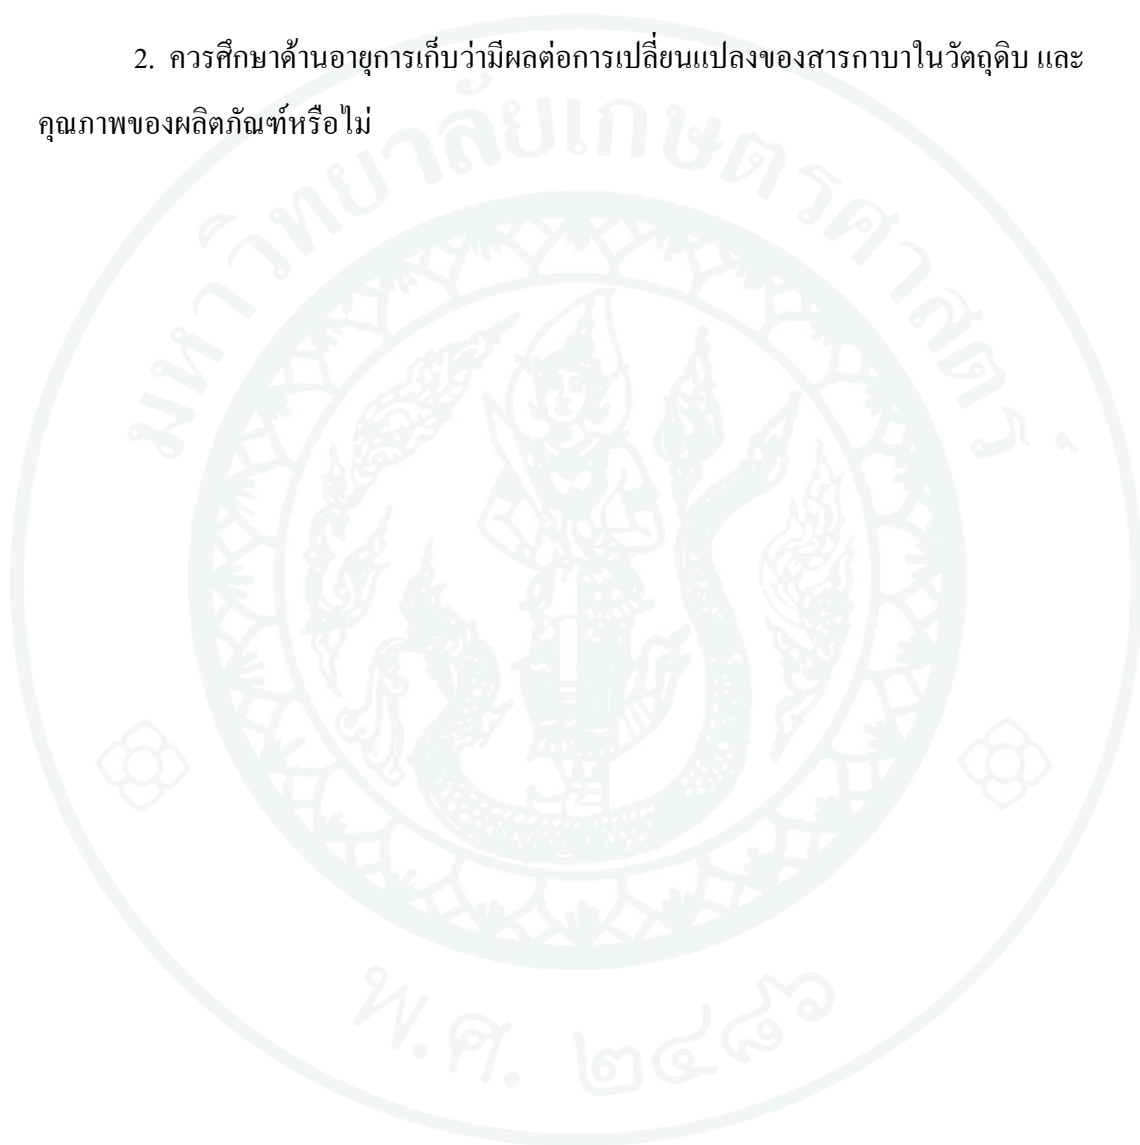 2. ควรศึกษาด้านอายุการเก็บว่ามีผลต่อการเปลี่ยนแปลงของสารกาบาในวัตถุดิบ และ
คุณภาพของผลิตภัณฑ์หรือไม่
มหาวิทยาลัยเกษตรศาสตร์
พ.ศ. ๒๔๘๖